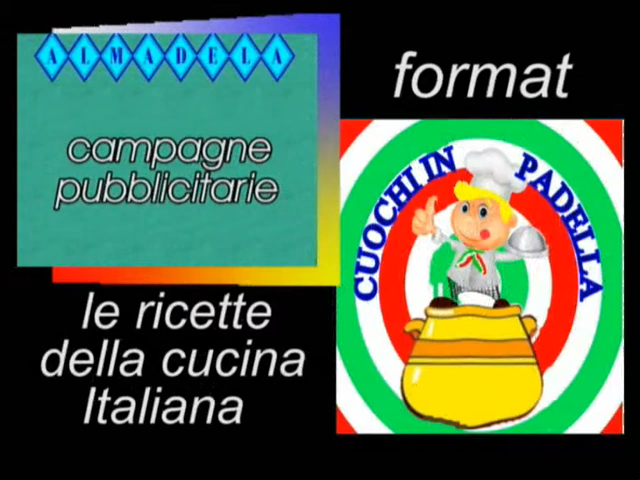 ALMADELA
campagne
pubblicitarie
format
CUOCHI IN PADELLA
le ricette
della cucina
Italiana